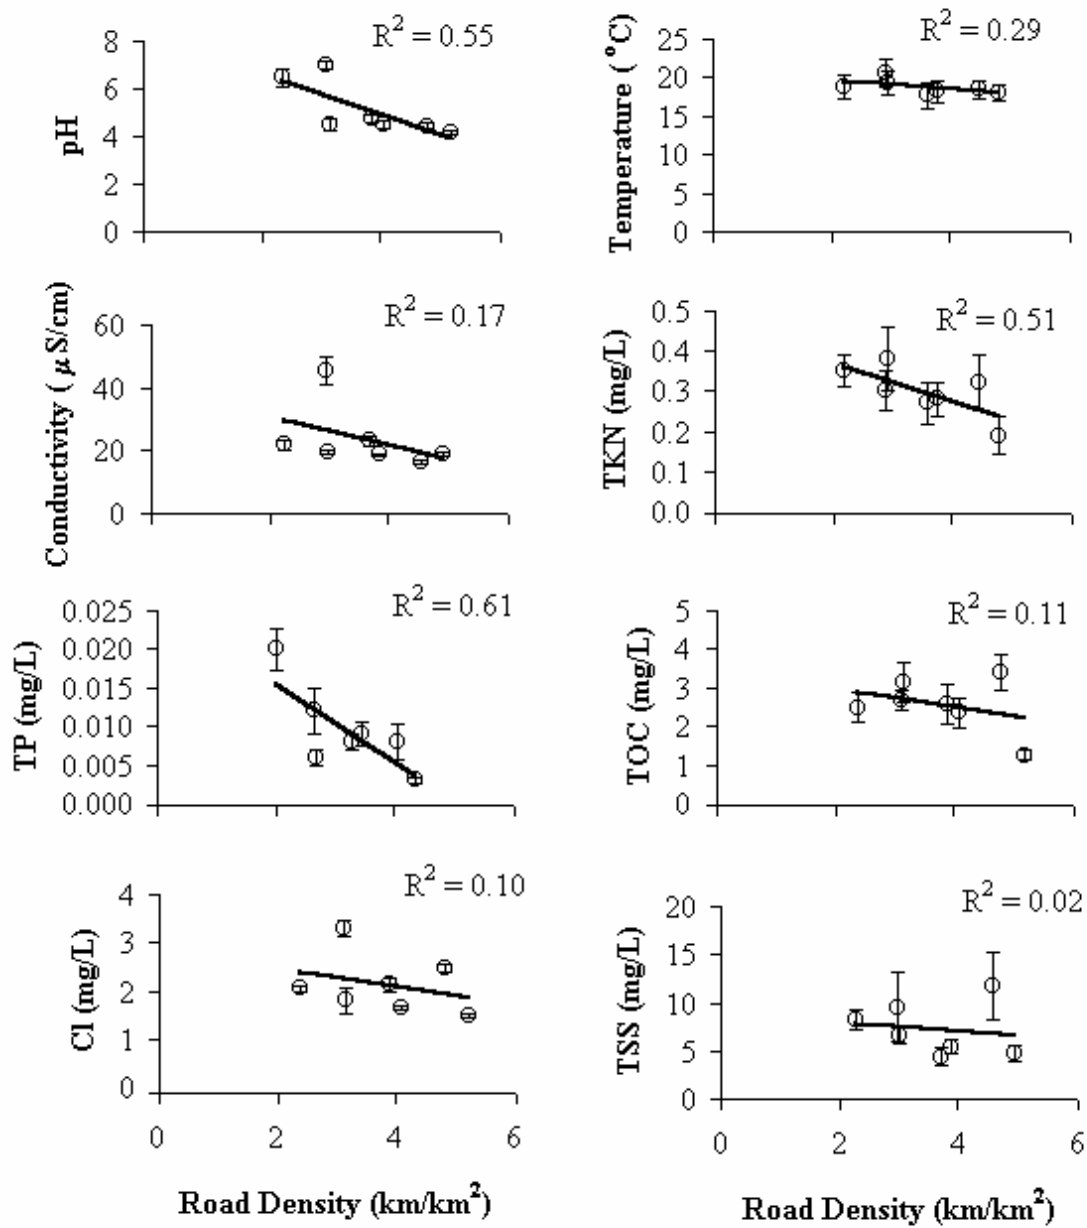 R² = 0.55
8
6
4
2
0
pH
R² = 0.29
25
20
15
10
5
0
Temperature ( °C)
R² = 0.17
60
40
20
0
Conductivity ( μ S/cm)
R² = 0.51
0.5
0.4
0.3
0.2
0.1
0.0
TKN (mg/L)
R² = 0.61
0.025
0.020
0.015
0.010
0.005
0.000
TP (mg/L)
R² = 0.11
5
4
3
2
1
0
TOC (mg/L)
R² = 0.10
4
3
2
1
0
Cl (mg/L)
0 2 4 6
Road Density (km/km²)
R² = 0.02
20
15
10
5
0
TSS (mg/L)
0 2 4 6
Road Density (km/km²)